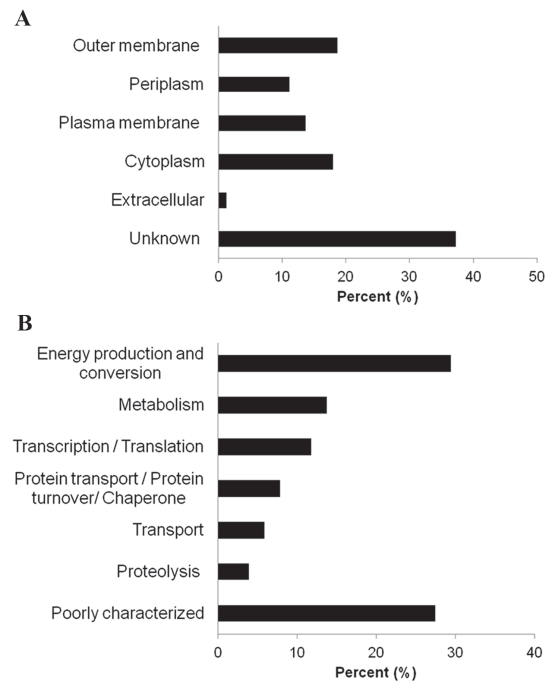 A
Outer membrane
Periplasm
Plasma membrane
Cytoplasm
Extracellular
Unknown
0 10 20 30 40 50
Percent (%)
B
Energy production and
conversion
Metabolism
Transcription / Translation
Protein transport / Protein
turnover/ Chaperone
Transport
Proteolysis
Poorly characterized
0 10 20 30 40
Percent (%)